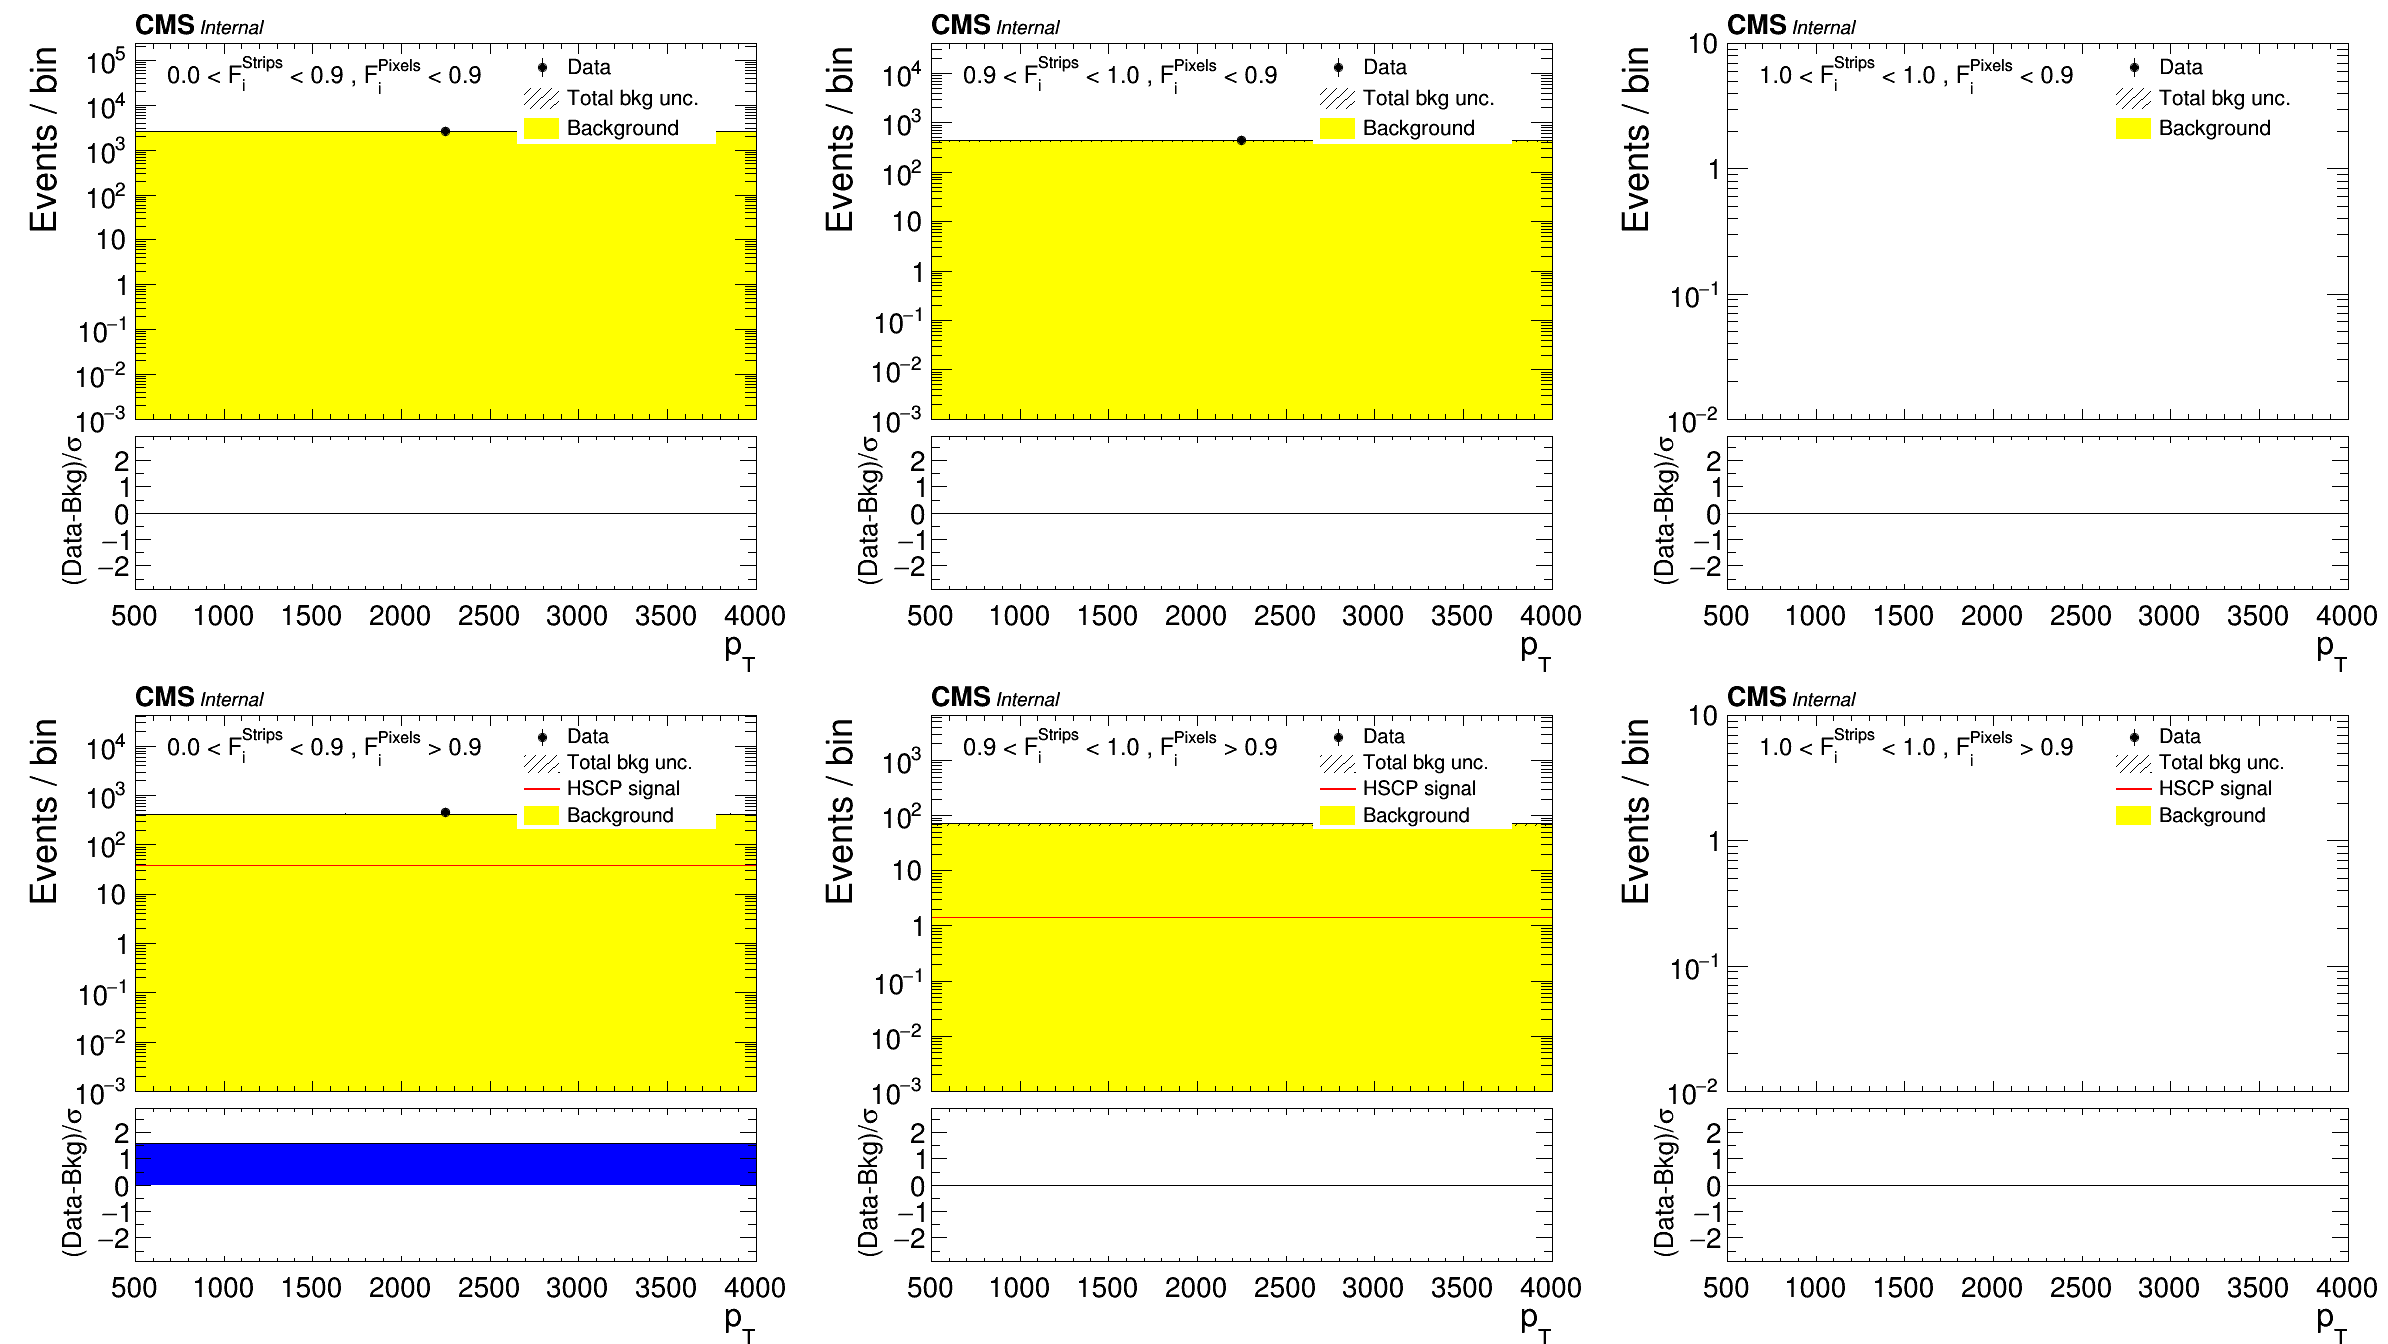 CMS Internal
Events / bin
0.0 < F_i^Strips < 0.9 , F_i^Pixels < 0.9
Data
Total bkg unc.
Background
10^5
10^4
10^3
10^2
10
1
10^−1
10^−2
10^−3
(Data-Bkg)/σ
2
1
0
−1
−2
500 1000 1500 2000 2500 3000 3500 4000
p_T
CMS Internal
Events / bin
0.9 < F_i^Strips < 1.0 , F_i^Pixels < 0.9
Data
Total bkg unc.
Background
10^4
10^3
10^2
10
1
10^−1
10^−2
10^−3
(Data-Bkg)/σ
2
1
0
−1
−2
500 1000 1500 2000 2500 3000 3500 4000
p_T
CMS Internal
Events / bin
1.0 < F_i^Strips < 1.0 , F_i^Pixels < 0.9
Data
Total bkg unc.
Background
10
1
10^−1
10^−2
(Data-Bkg)/σ
2
1
0
−1
−2
500 1000 1500 2000 2500 3000 3500 4000
p_T
CMS Internal
Events / bin
0.0 < F_i^Strips < 0.9 , F_i^Pixels > 0.9
Data
Total bkg unc.
HSCP signal
Background
10^4
10^3
10^2
10
1
10^−1
10^−2
10^−3
(Data-Bkg)/σ
2
1
0
−1
−2
500 1000 1500 2000 2500 3000 3500 4000
p_T
CMS Internal
Events / bin
0.9 < F_i^Strips < 1.0 , F_i^Pixels > 0.9
Data
Total bkg unc.
HSCP signal
Background
10^3
10^2
10
1
10^−1
10^−2
10^−3
(Data-Bkg)/σ
2
1
0
−1
−2
500 1000 1500 2000 2500 3000 3500 4000
p_T
CMS Internal
Events / bin
1.0 < F_i^Strips < 1.0 , F_i^Pixels > 0.9
Data
Total bkg unc.
HSCP signal
Background
10
1
10^−1
10^−2
(Data-Bkg)/σ
2
1
0
−1
−2
500 1000 1500 2000 2500 3000 3500 4000
p_T